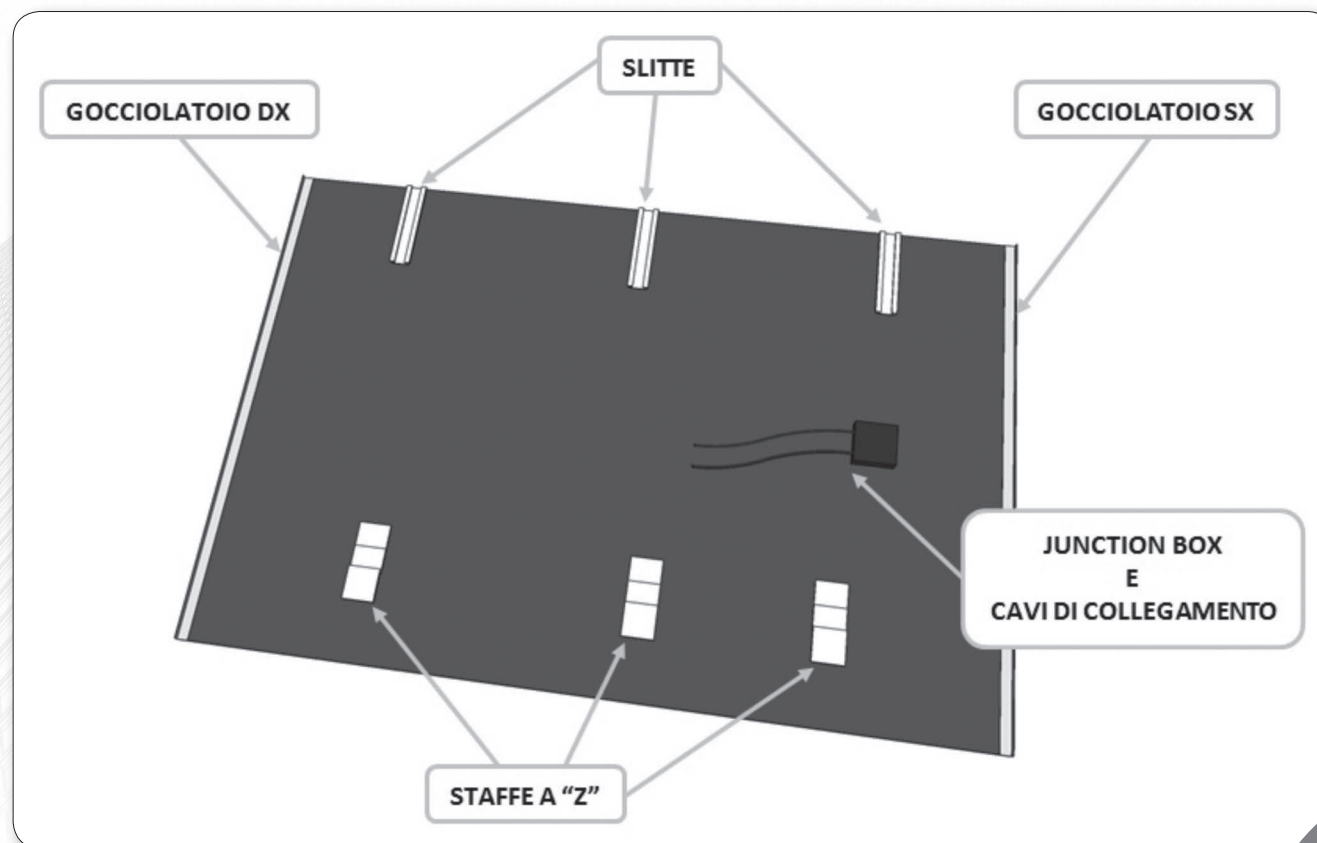 SLITTE
GOCCIOLATOIO DX
GOCCIOLATOIO SX
JUNCTION BOX
E
CAVI DI COLLEGAMENTO
STAFFE A “Z”